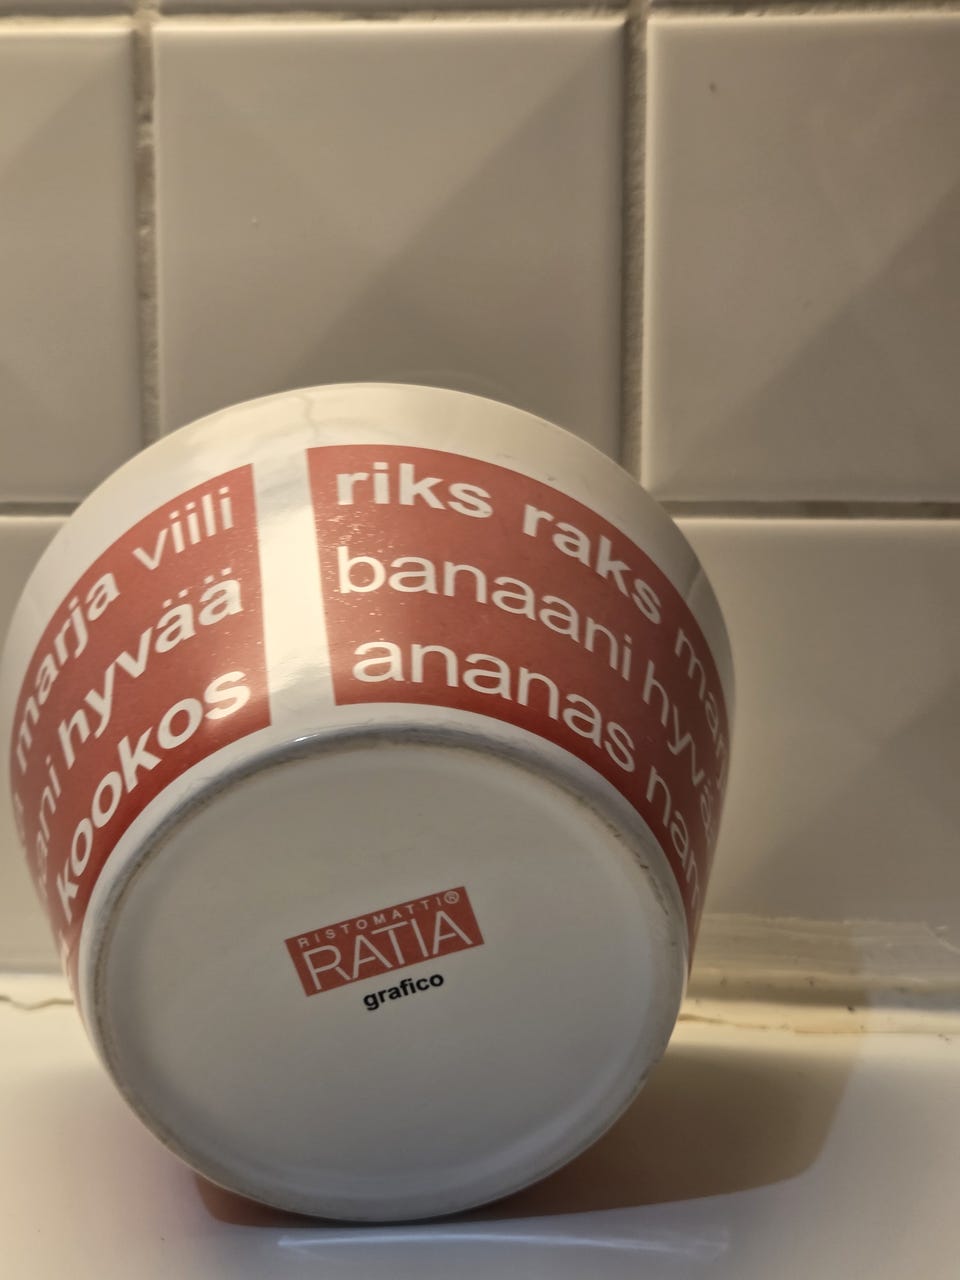 marja viili
hyvää
kookos
riks raks
banaani
ananas
RISTOMATTI®
RATIA
grafico